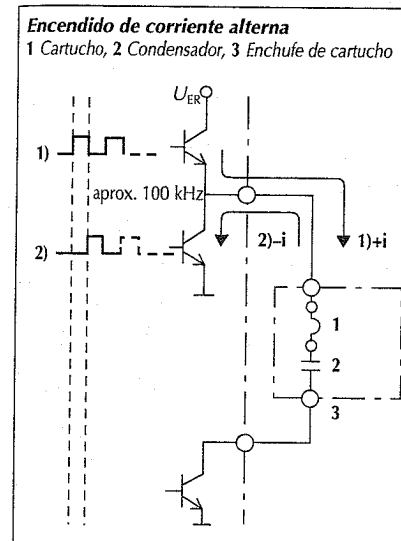 Encendido de corriente alterna
1 Cartucho, 2 Condensador, 3 Enchufe de cartucho
UER
1)
aprox. 100 kHz
2)
2)–i
1)+i
1
2
3